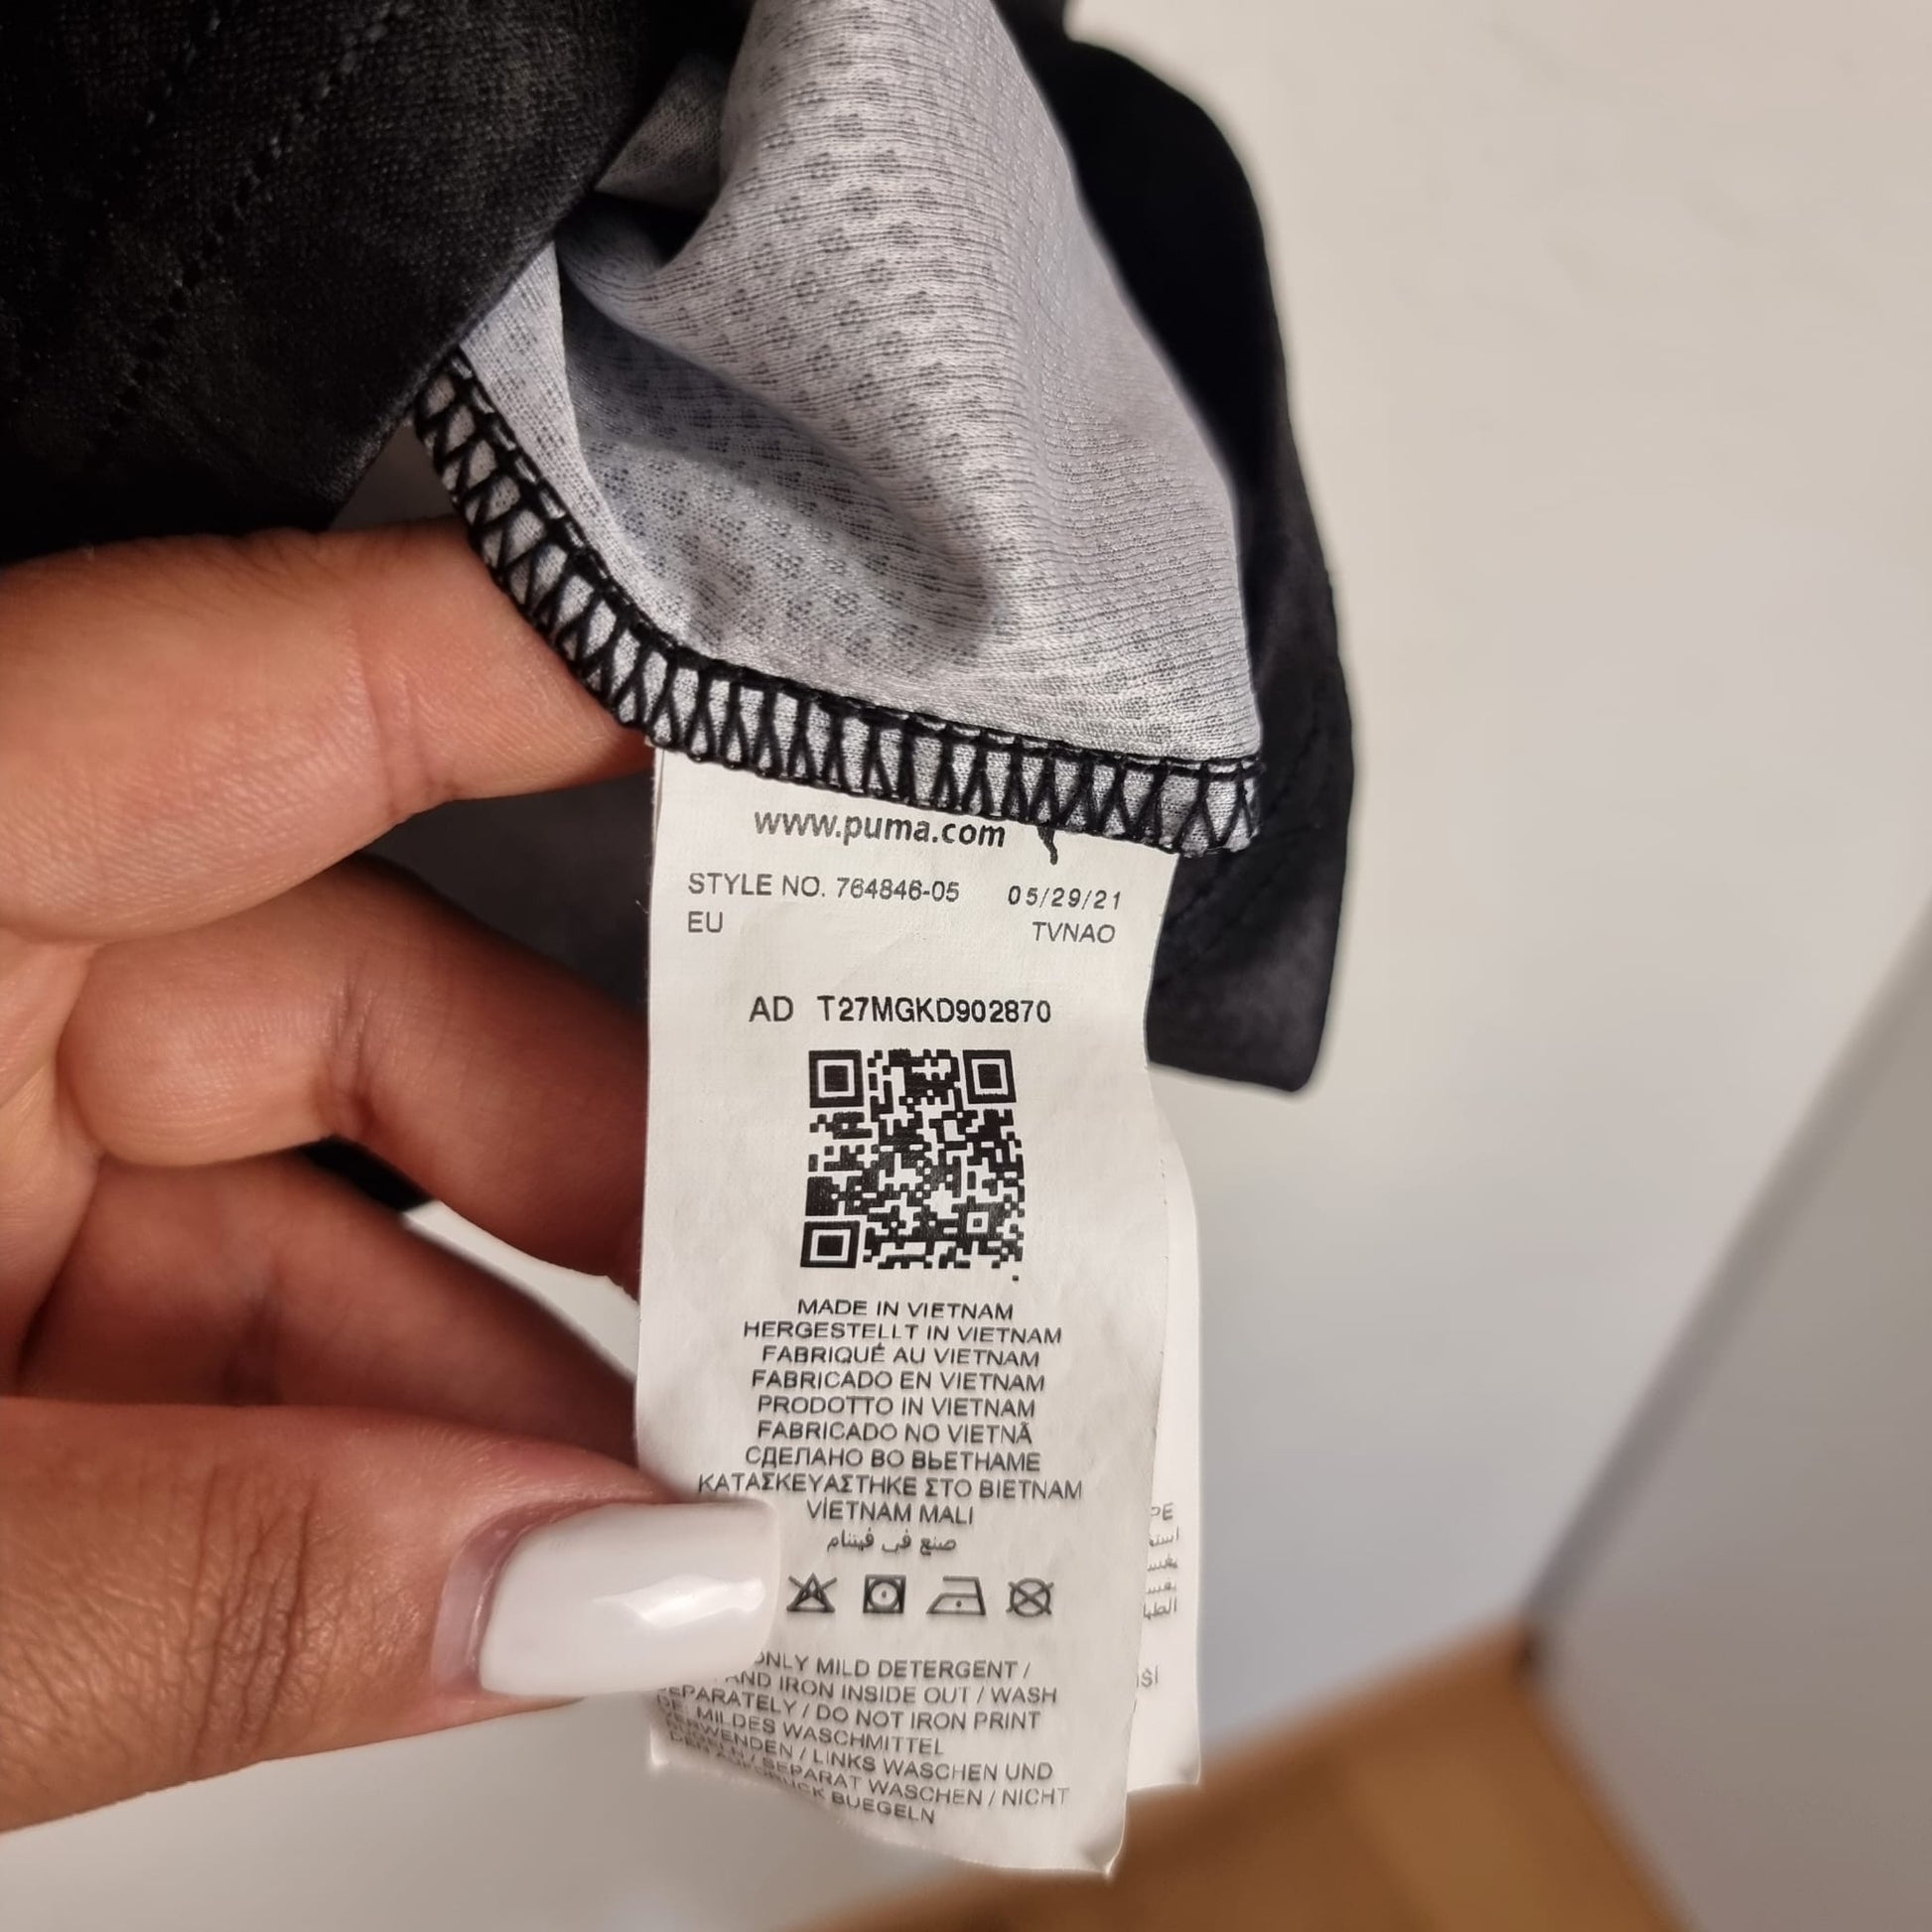 www.puma.com
STYLE NO. 764846-05 05/29/21
EU TVNAO
AD T27MGKD902870
MADE IN VIETNAM
HERGESTELLT IN VIETNAM
FABRIQUÉ AU VIETNAM
FABRICADO EN VIETNAM
PRODOTTO IN VIETNAM
FABRICADO NO VIETNÃ
СДЕЛАНО ВО ВЬЕТНАМЕ
ΚΑΤΑΣΚΕΥΑΣΤΗΚΕ ΣΤΟ ΒΙΕΤΝΑΜ
VİETNAM MALI
صنع في فيتنام
ONLY MILD DETERGENT /
AND IRON INSIDE OUT / WASH
SEPARATELY / DO NOT IRON PRINT
MILDES WASCHMITTEL
VERWENDEN / LINKS WASCHEN UND
SEPARAT WASCHEN / NICHT
BUEGELN